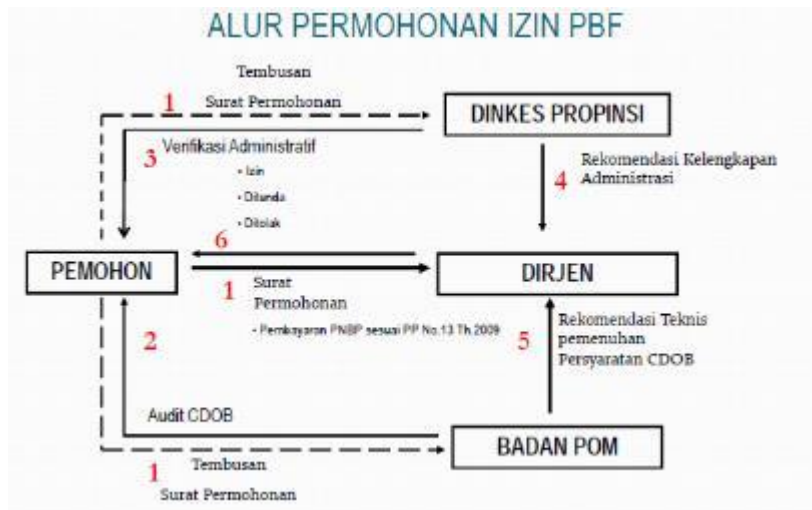 ALUR PERMOHONAN IZIN PBF
Tembusan
1 Surat Permohonan
DINKES PROPINSI
3 Verifikasi Administratif
• Izin
• Ditunda
• Ditolak
4 Rekomendasi Kelengkapan
Administrasi
6
PEMOHON
DIRJEN
1 Surat
Permohonan
• Pembayaran PNBP sesuai PP No.13 Th.2009
2
5 Rekomendasi Teknis
pemenuhan
Persyaratan CDOB
Audit CDOB
BADAN POM
1 Tembusan
Surat Permohonan